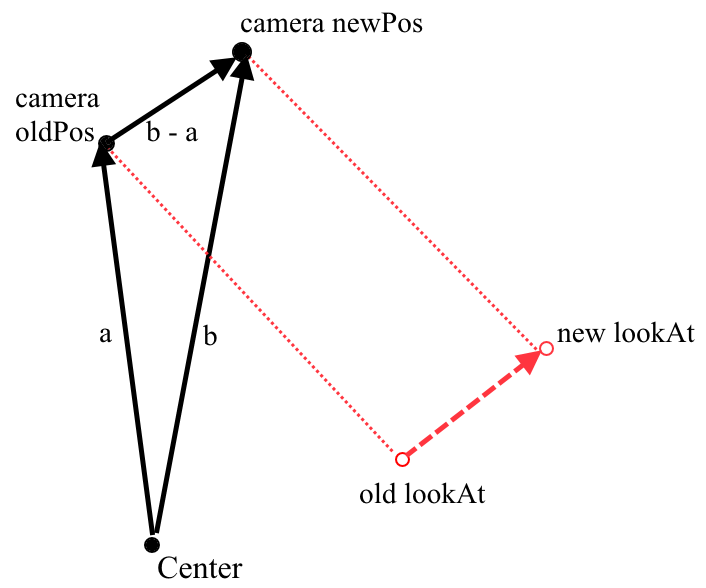 camera newPos
camera
oldPos
b - a
a
b
new lookAt
old lookAt
Center